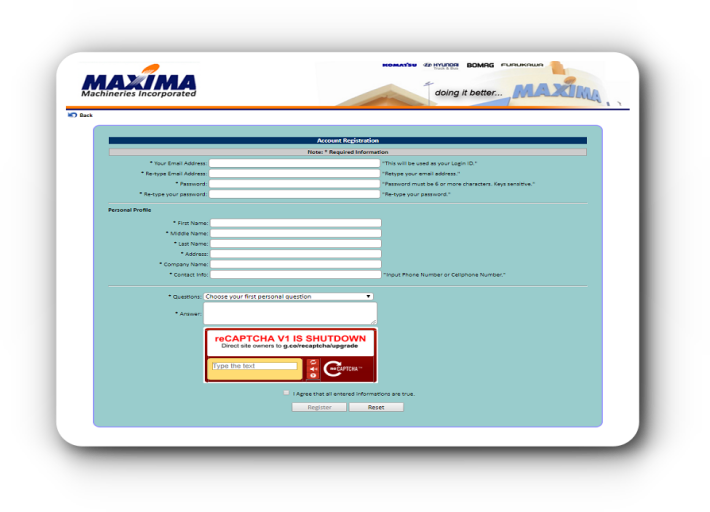 KOMATSU HYUNDAI BOMAG FURUKAWA
MAXIMA
Machineries Incorporated
doing it better... MAXIMA
Back
Account Registration
Note: * Required Information
* Your Email Address: "This will be used as your Login ID."
* Re-type Email Address: "Retype your email address."
* Password: "Password must be 6 or more characters. Keys sensitive."
* Re-type your password: "Re-type your password."
Personal Profile
* First Name:
* Middle Name:
* Last Name:
* Address:
* Company Name:
* Contact Info: "Input Phone Number or Cellphone Number."
* Questions: Choose your first personal question
* Answer:
reCAPTCHA V1 IS SHUTDOWN
Direct site owners to g.co/recaptcha/upgrade
Type the text
reCAPTCHA™
I Agree that all entered informations are true.
Register Reset